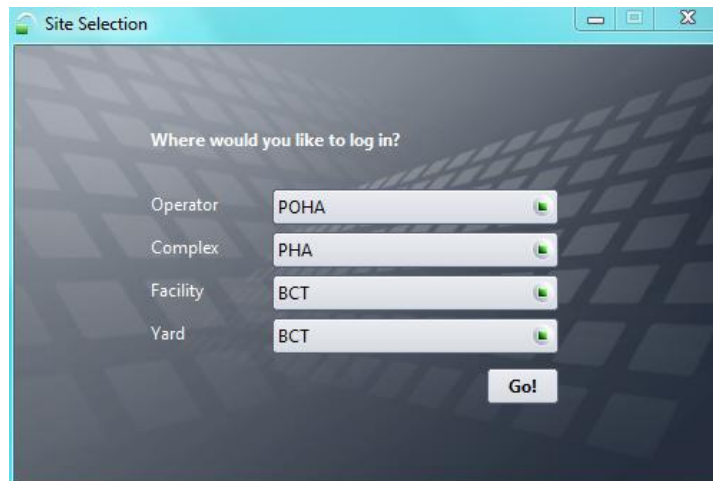 Site Selection
Where would you like to log in?
Operator POHA
Complex PHA
Facility BCT
Yard BCT
Go!